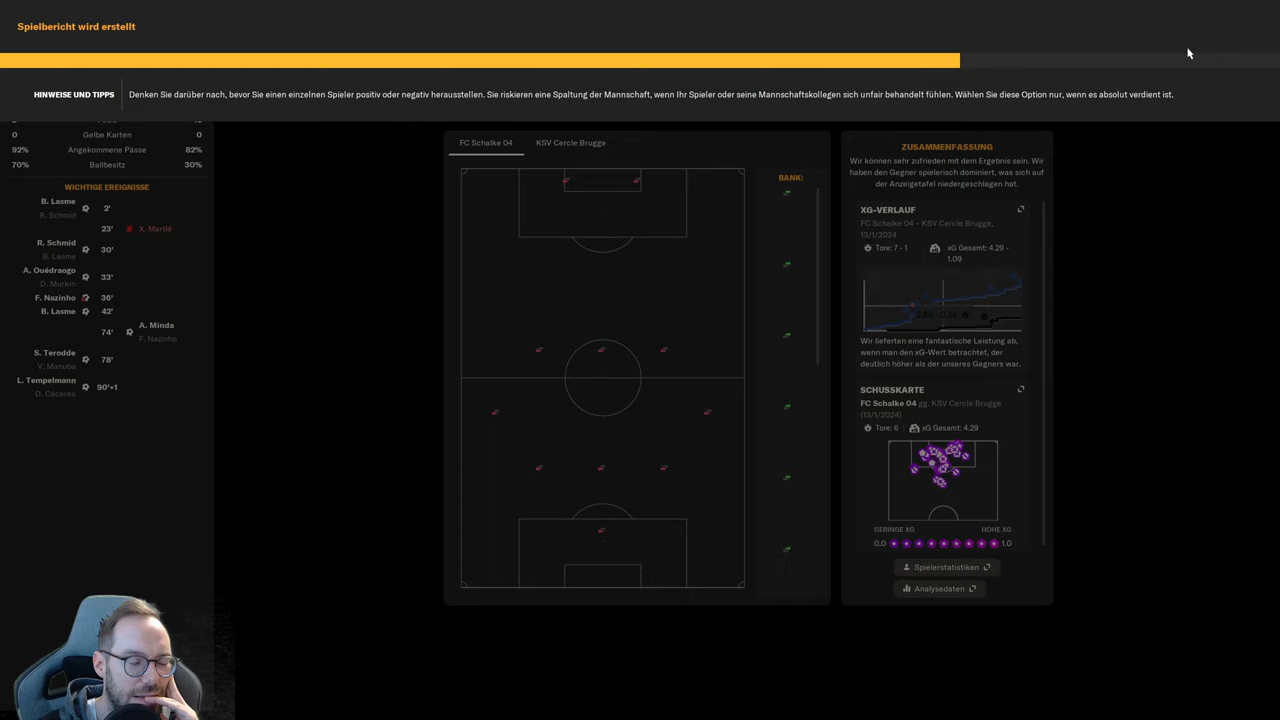 Spielbericht wird erstellt
HINWEISE UND TIPPS
Denken Sie darüber nach, bevor Sie einen einzelnen Spieler positiv oder negativ herausstellen. Sie riskieren eine Spaltung der Mannschaft, wenn Ihr Spieler oder seine Mannschaftskollegen sich unfair behandelt fühlen. Wählen Sie diese Option nur, wenn es absolut verdient ist.
0 Gelbe Karten 0
92% Angekommene Pässe 82%
70% Ballbesitz 30%
WICHTIGE EREIGNISSE
B. Lasme 2'
R. Schmid
23' X. Martlé
R. Schmid 30'
B. Lasme
A. Ouédraogo 33'
D. Murkin
F. Nazinho 36'
B. Lasme 42'
74' A. Minda
F. Nazinho
S. Terodde 78'
V. Manuba
L. Tempelmann 90'+1
D. Cáceres
FC Schalke 04 KSV Cercle Brugge
BANK:
ZUSAMMENFASSUNG
Wir können sehr zufrieden mit dem Ergebnis sein. Wir
haben den Gegner spielerisch dominiert, was sich auf
der Anzeigetafel niedergeschlagen hat.
XG-VERLAUF
FC Schalke 04 – KSV Cercle Brugge,
13/1/2024
Tore: 7 - 1 xG Gesamt: 4.29 -
1.09
Wir lieferten eine fantastische Leistung ab,
wenn man den xG-Wert betrachtet, der
deutlich höher als der unseres Gegners war.
SCHUSSKARTE
FC Schalke 04 gg. KSV Cercle Brugge
(13/1/2024)
Tore: 6 xG Gesamt: 4.29
GERINGE XG HOHE XG
0.0 1.0
Spielerstatistiken
Analysedaten